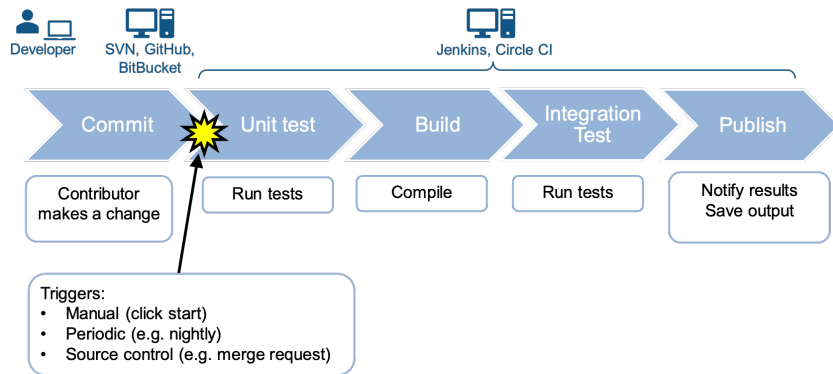 Developer
SVN, GitHub,
BitBucket
Jenkins, Circle CI
Commit
Unit test
Build
Integration
Test
Publish
Contributor
makes a change
Run tests
Compile
Run tests
Notify results
Save output
Triggers:
• Manual (click start)
• Periodic (e.g. nightly)
• Source control (e.g. merge request)